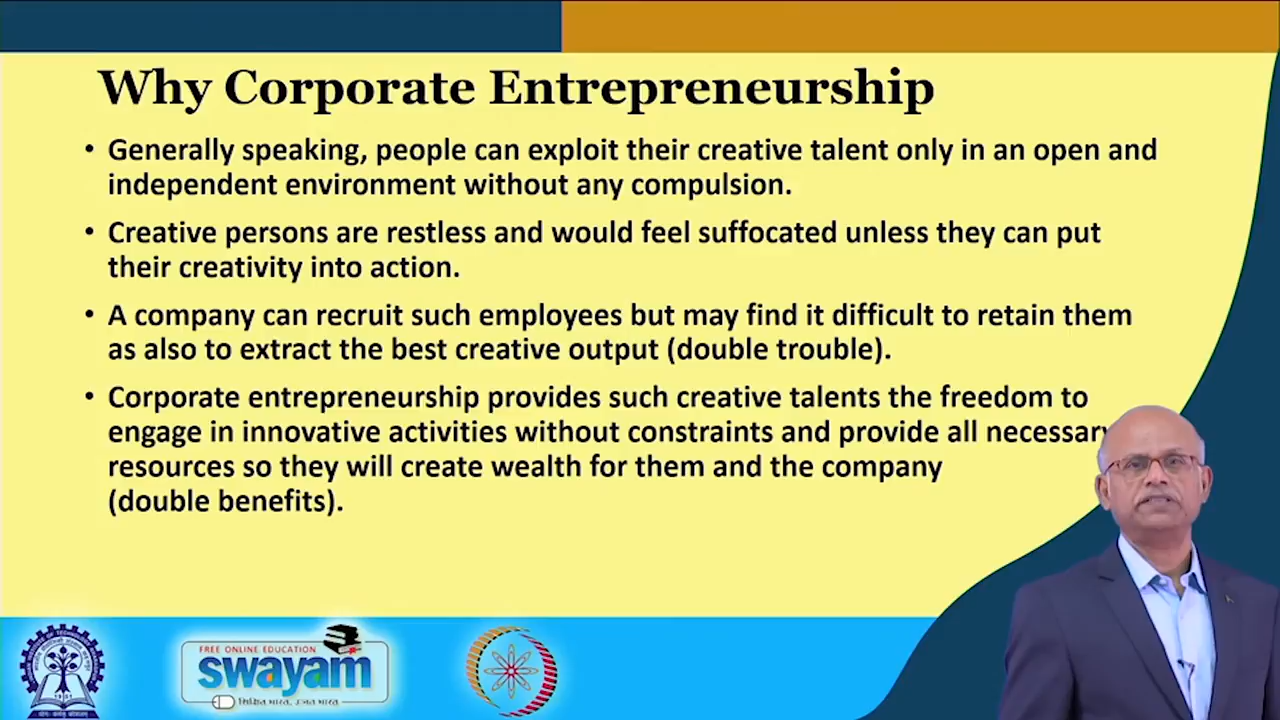 Why Corporate Entrepreneurship
• Generally speaking, people can exploit their creative talent only in an open and
independent environment without any compulsion.
• Creative persons are restless and would feel suffocated unless they can put
their creativity into action.
• A company can recruit such employees but may find it difficult to retain them
as also to extract the best creative output (double trouble).
• Corporate entrepreneurship provides such creative talents the freedom to
engage in innovative activities without constraints and provide all necessary
resources so they will create wealth for them and the company
(double benefits).
FREE ONLINE EDUCATION
swayam
शिक्षित भारत, उन्नत भारत